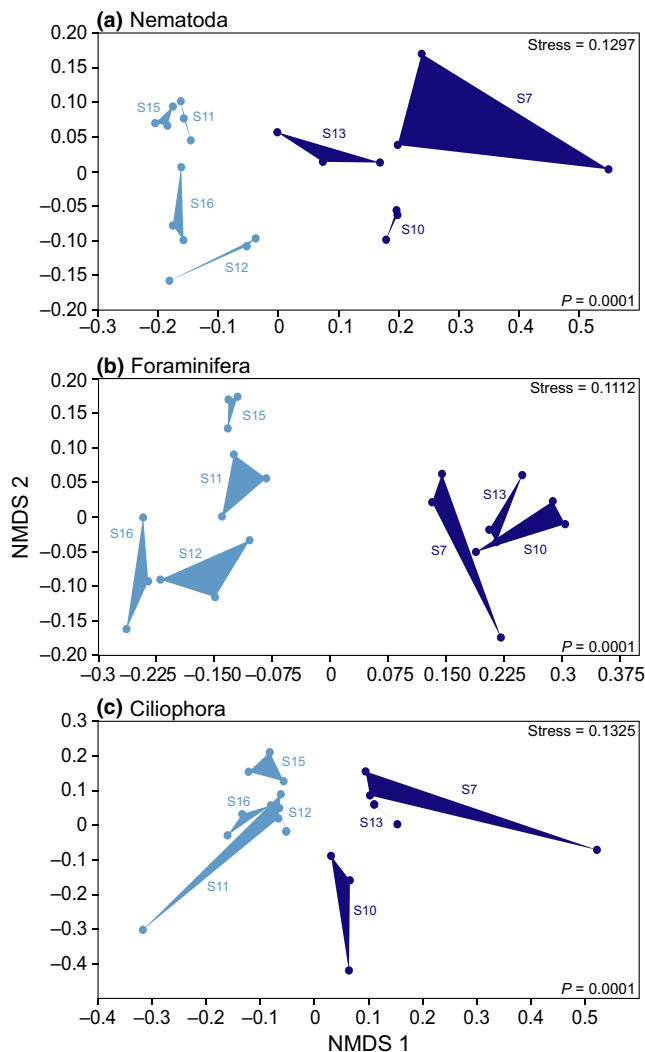 (a) Nematoda
0.20
0.15
0.10
0.05
0
–0.05
–0.10
–0.15
–0.20
Stress = 0.1297
S15
S11
S7
S13
S16
S10
S12
P = 0.0001
–0.3
–0.2
–0.1
0
0.1
0.2
0.3
0.4
0.5
(b) Foraminifera
0.20
0.15
0.10
0.05
0
–0.05
–0.10
–0.15
–0.20
NMDS 2
Stress = 0.1112
S15
S11
S13
S16
S12
S7
S10
P = 0.0001
–0.3
–0.225
–0.150
–0.075
0
0.075
0.150
0.225
0.3
0.375
(c) Ciliophora
0.3
0.2
0.1
0
–0.1
–0.2
–0.3
–0.4
Stress = 0.1325
S15
S7
S16
S12
S13
S11
S10
P = 0.0001
–0.4
–0.3
–0.2
–0.1
0
0.1
0.2
0.3
0.4
0.5
NMDS 1